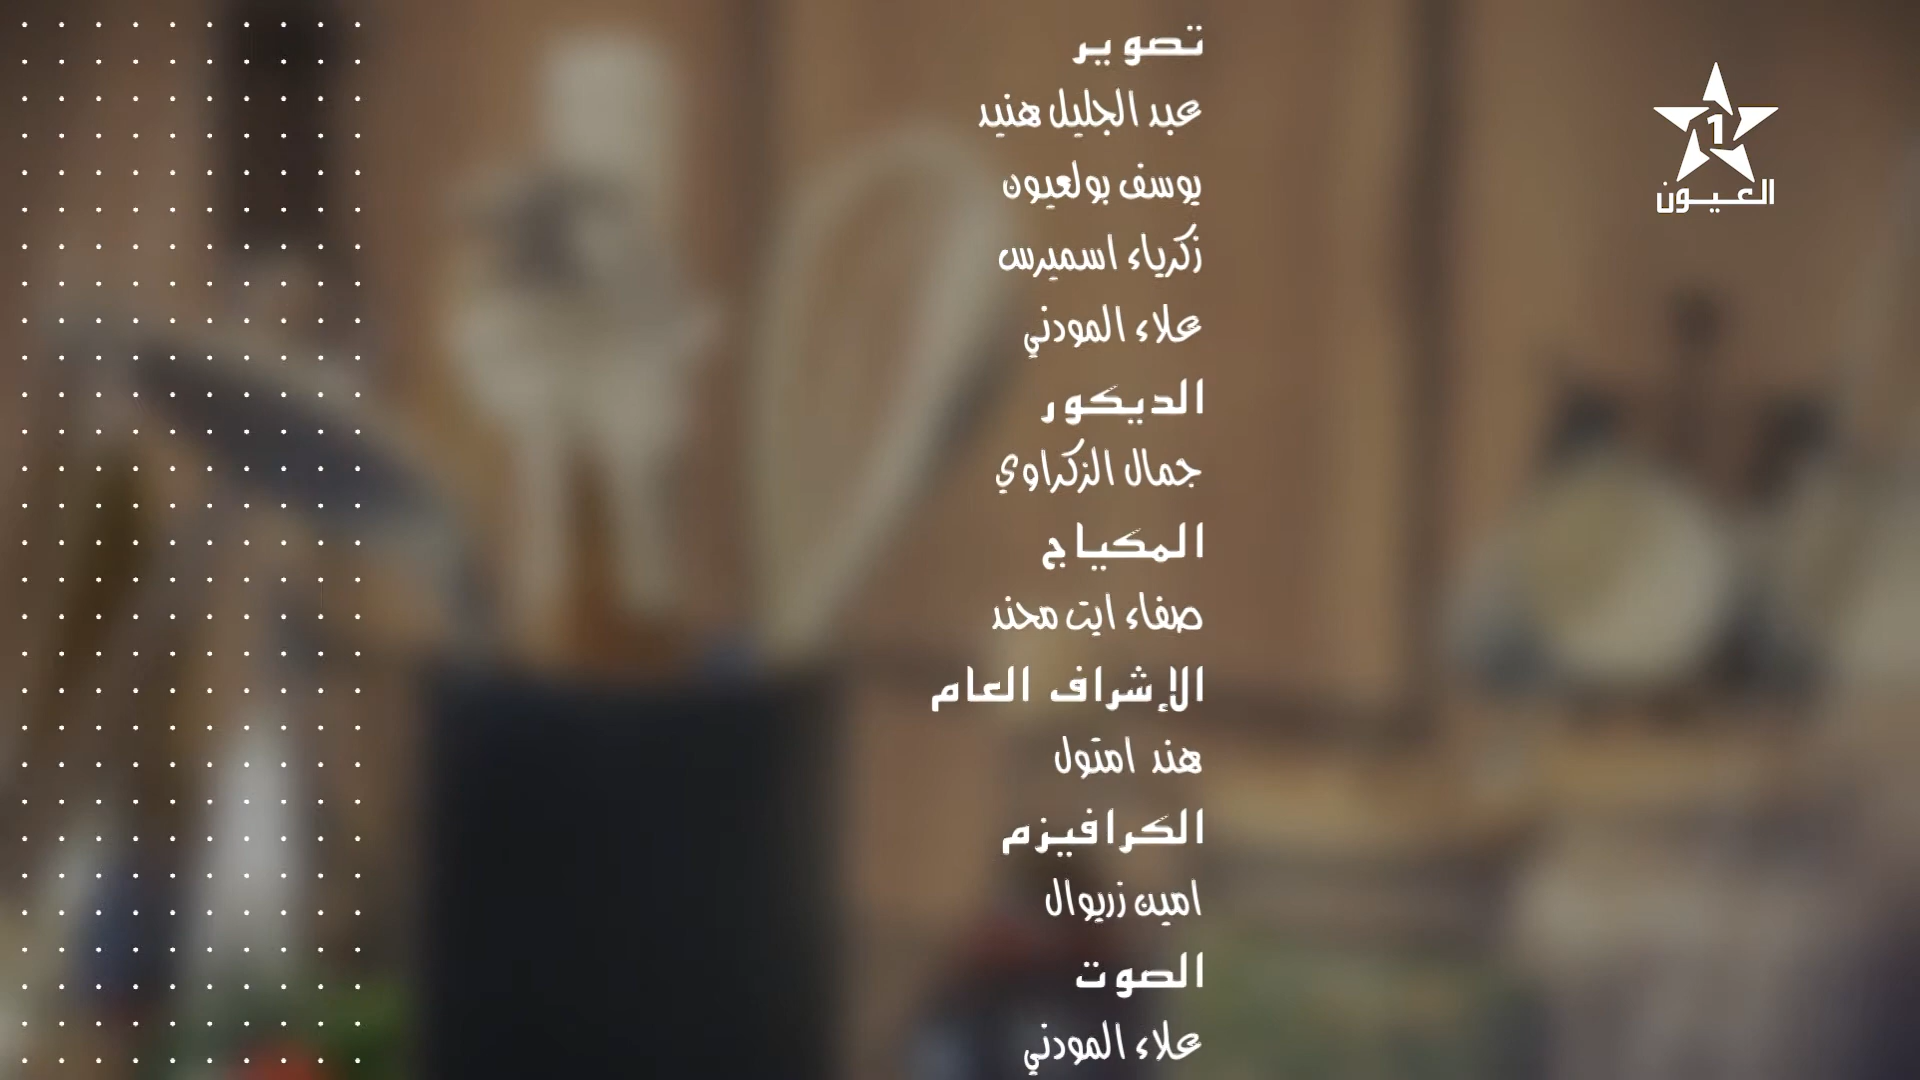 تصوير
عبد الجليل هنيد
يوسف بولعيون
زكرياء اسميرس
علاء المودني
الديكور
جمال الزكراوي
المكياج
صفاء ايت محند
الإشراف العام
هند امتول
الكرافيزم
امين زريوال
الصوت
علاء المودني
1
العيون